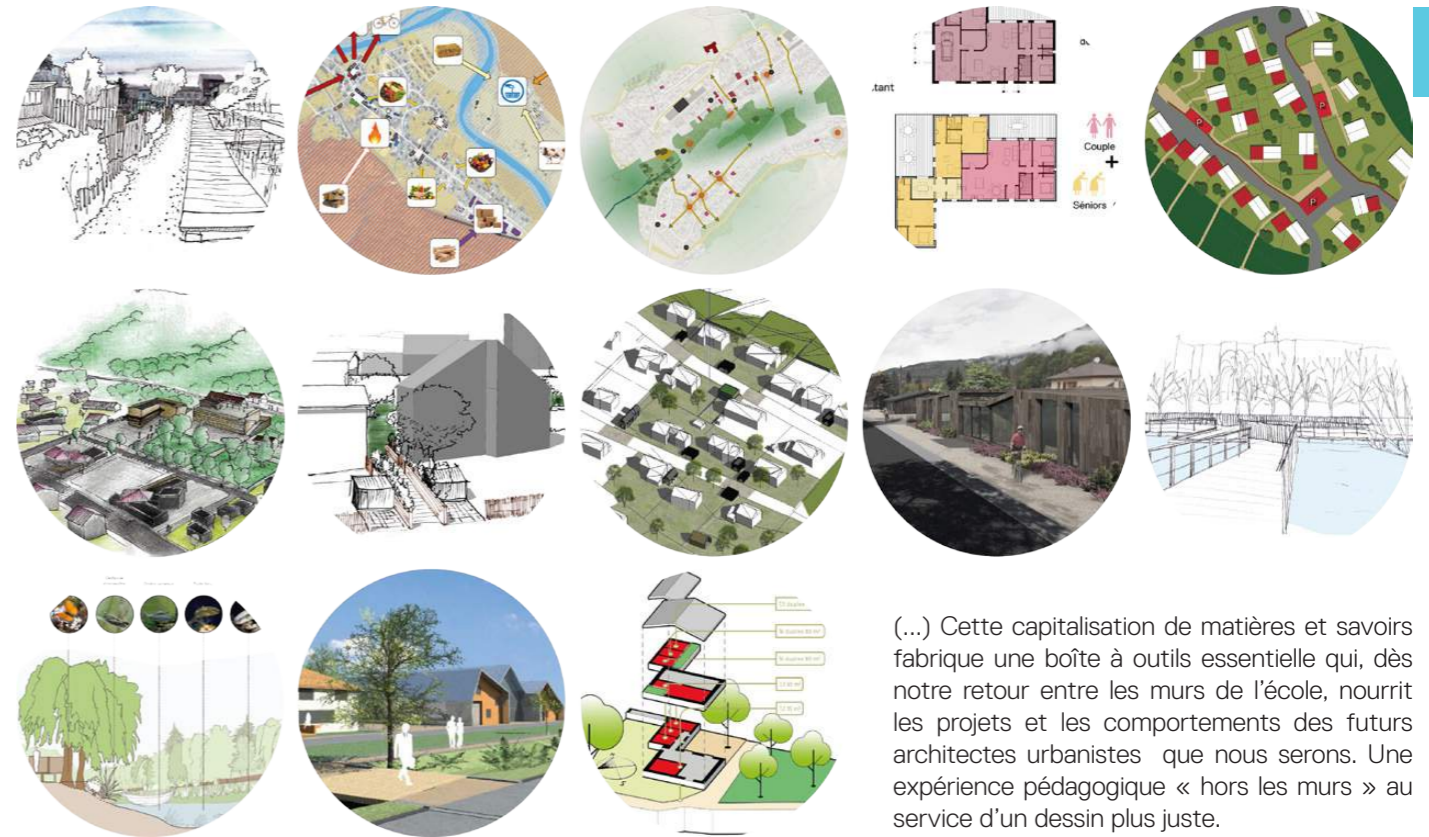 .tant
Couple
+
Séniors
P
P
P
(...) Cette capitalisation de matières et savoirs
fabrique une boîte à outils essentielle qui, dès
notre retour entre les murs de l'école, nourrit
les projets et les comportements des futurs
architectes urbanistes que nous serons. Une
expérience pédagogique « hors les murs » au
service d'un dessin plus juste.